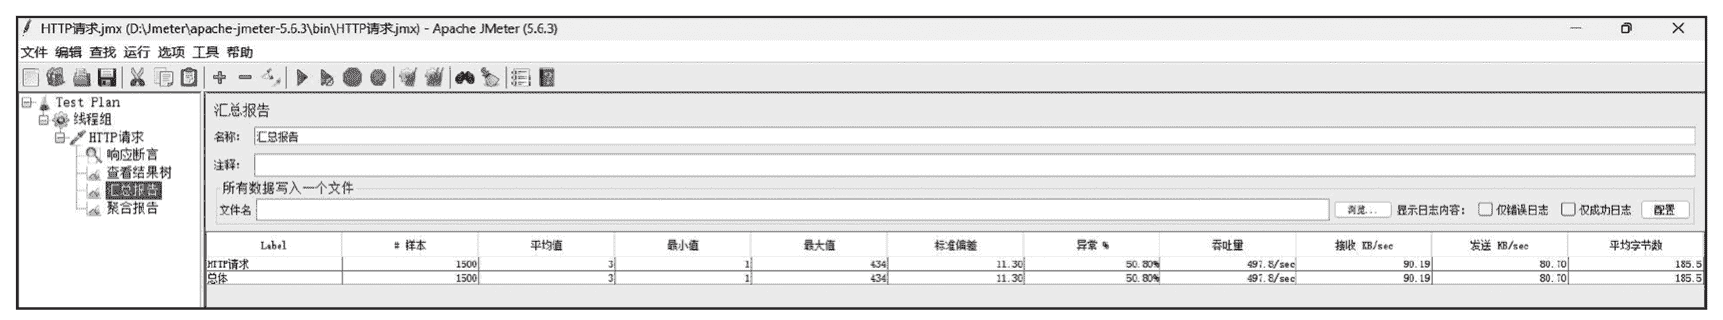 HTTP请求.jmx (D:\Jmeter\apache-jmeter-5.6.3\bin\HTTP请求.jmx) - Apache JMeter (5.6.3)
文件 编辑 查找 运行 选项 工具 帮助
Test Plan
线程组
HTTP请求
响应断言
查看结果树
汇总报告
聚合报告
汇总报告
名称: 汇总报告
注释:
所有数据写入一个文件
文件名 浏览... 显示日志内容: 仅错误日志 仅成功日志 配置
Label # 样本 平均值 最小值 最大值 标准偏差 异常 % 吞吐量 接收 KB/sec 发送 KB/sec 平均字节数
HTTP请求 1500 3 1 434 11.30 50.80% 497.8/sec 90.19 80.70 185.5
总体 1500 3 1 434 11.30 50.80% 497.8/sec 90.19 80.70 185.5